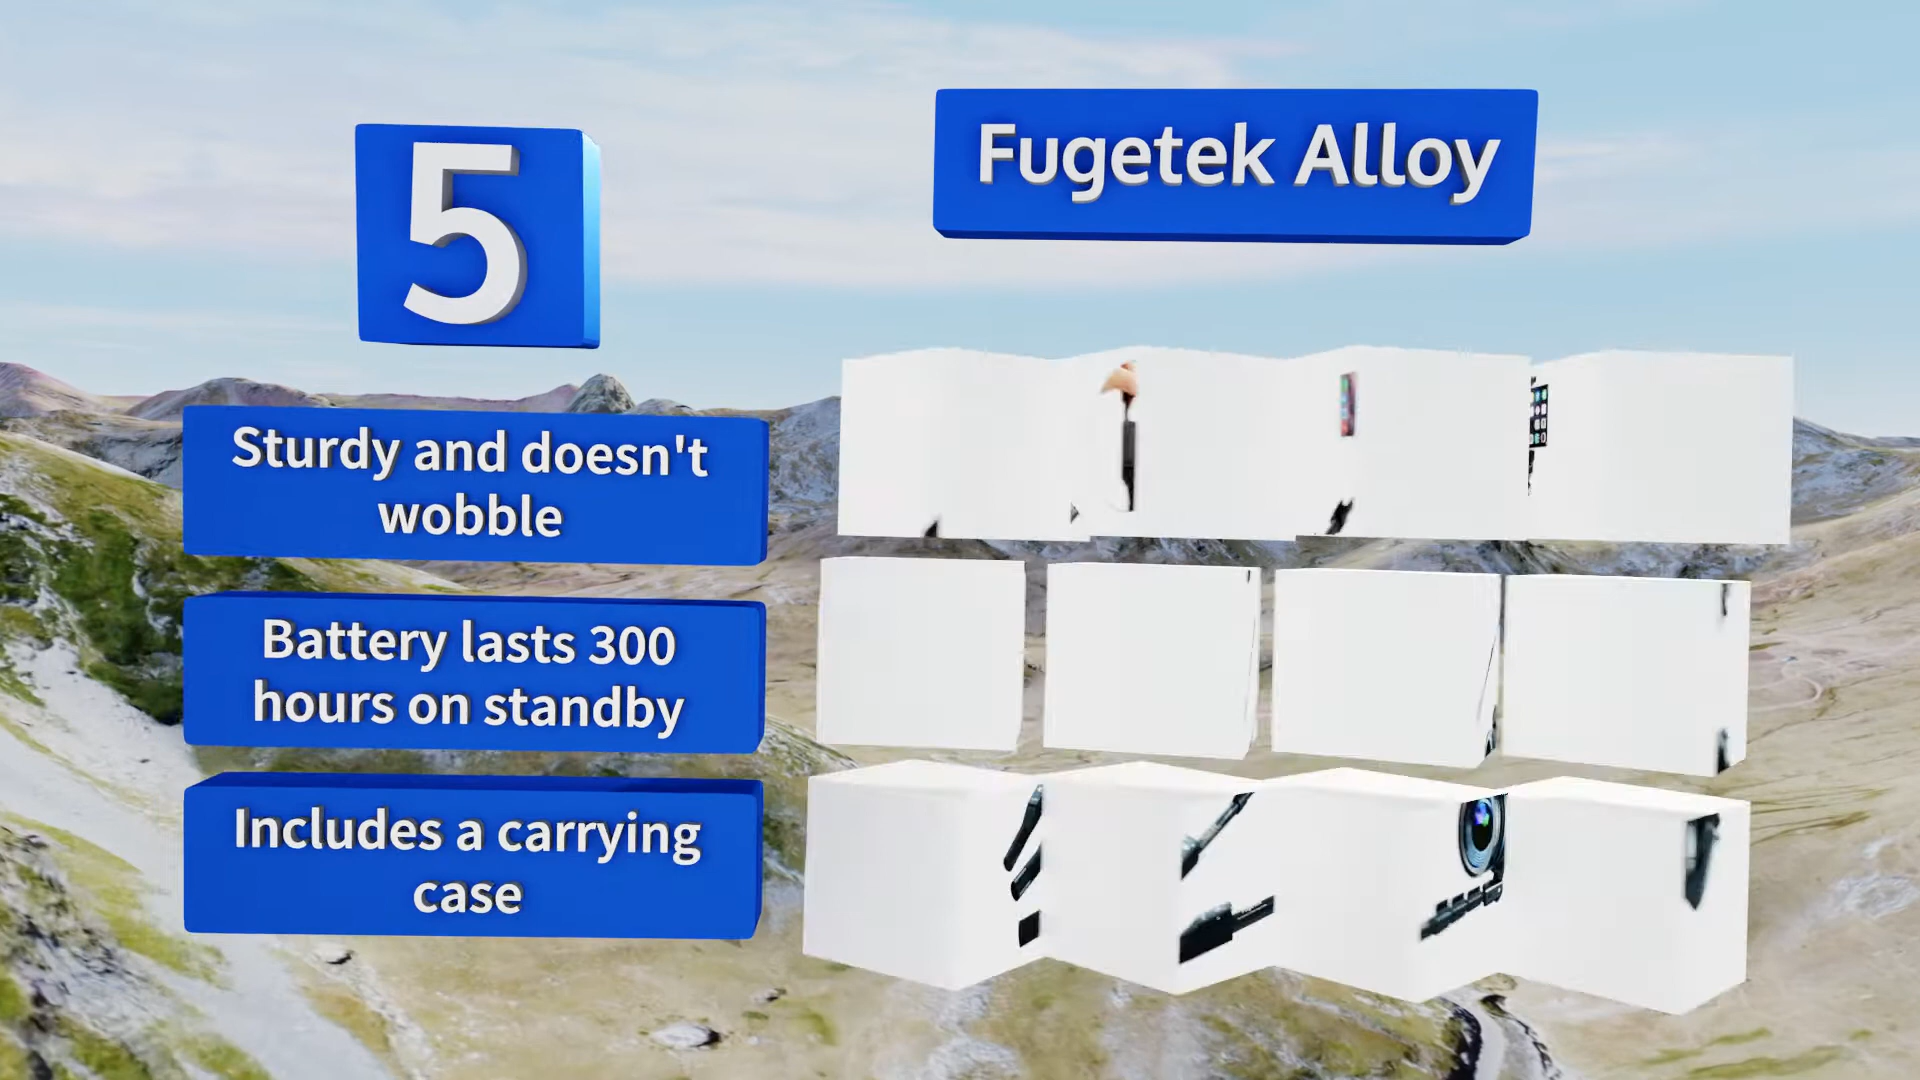 5
Fugetek Alloy
Sturdy and doesn't
wobble
Battery lasts 300
hours on standby
Includes a carrying
case